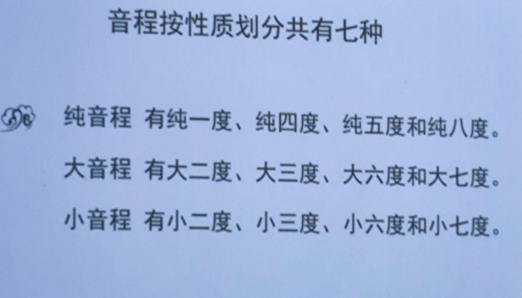 音程按性质划分共有七种
纯音程 有纯一度、纯四度、纯五度和纯八度。
大音程 有大二度、大三度、大六度和大七度。
小音程 有小二度、小三度、小六度和小七度。